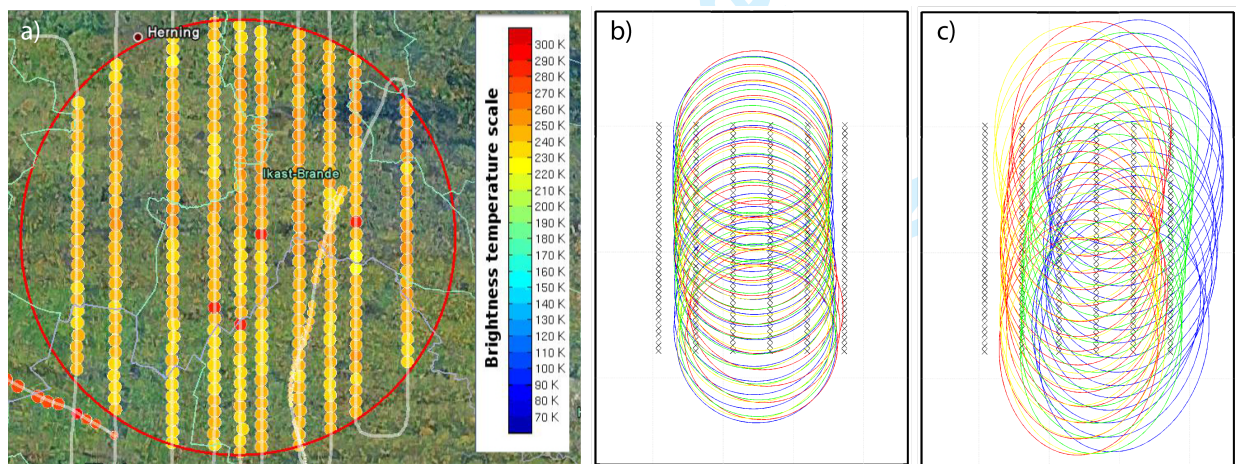 a)
Herning
Ikast-Brande
Brightness temperature scale
300 K
290 K
280 K
270 K
260 K
250 K
240 K
230 K
220 K
210 K
200 K
190 K
180 K
170 K
160 K
150 K
140 K
130 K
120 K
110 K
100 K
90 K
80 K
70 K
b)
c)